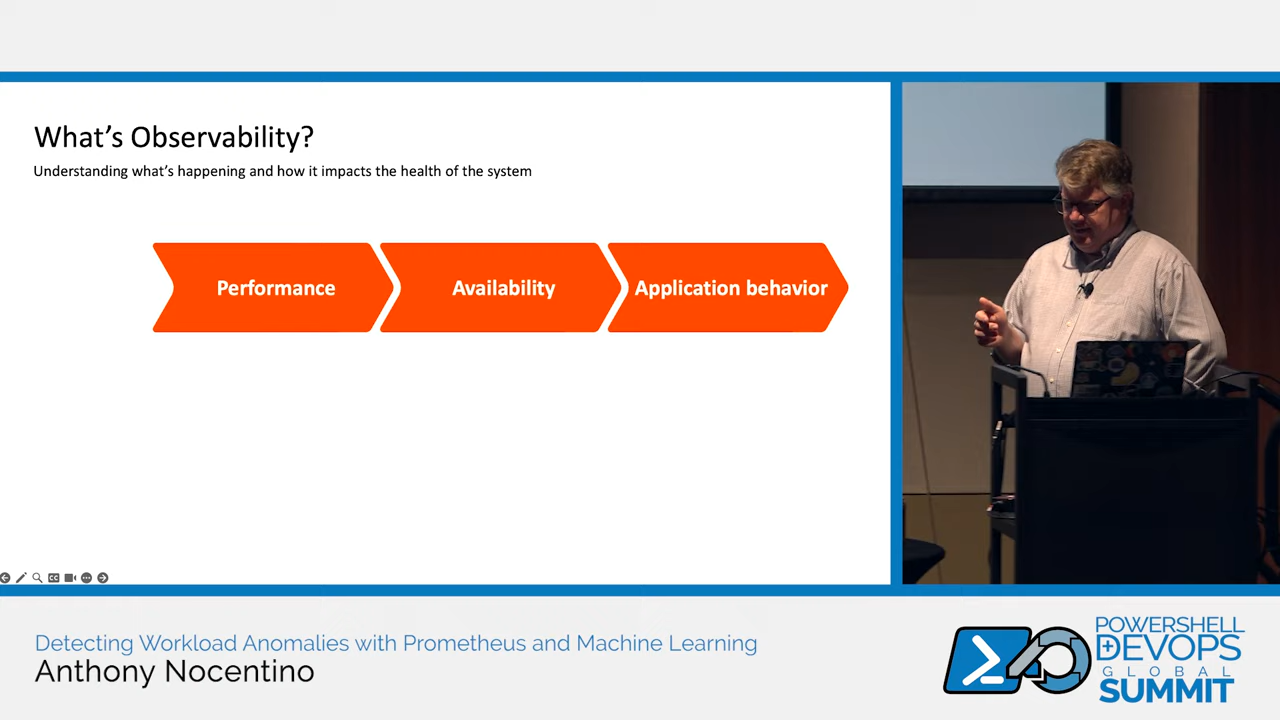 What's Observability?
Understanding what's happening and how it impacts the health of the system
Performance
Availability
Application behavior
Detecting Workload Anomalies with Prometheus and Machine Learning
Anthony Nocentino
POWERSHELL
DEVOPS
GLOBAL
SUMMIT